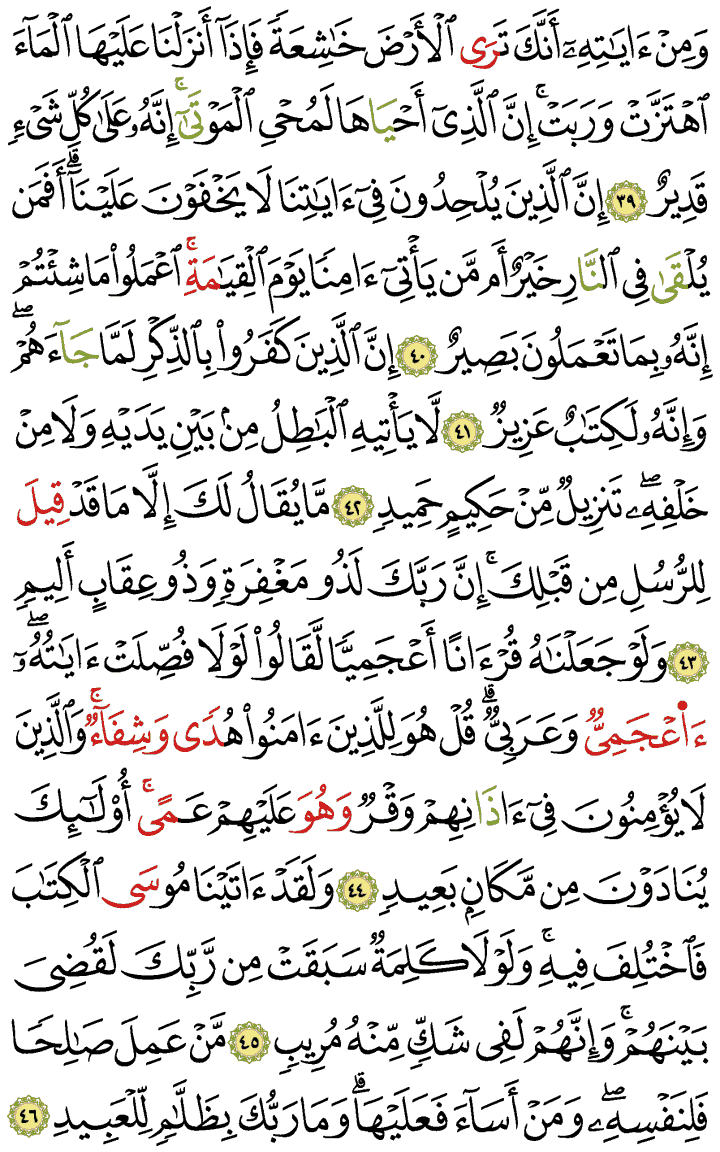 وَمِنْ ءَايَٰتِهِۦٓ أَنَّكَ تَرَى ٱلْأَرْضَ خَٰشِعَةً فَإِذَآ أَنزَلْنَا عَلَيْهَا ٱلْمَآءَ
ٱهْتَزَّتْ وَرَبَتْ ۚ إِنَّ ٱلَّذِىٓ أَحْيَاهَا لَمُحْىِ ٱلْمَوْتَىٰٓ ۚ إِنَّهُۥ عَلَىٰ كُلِّ شَىْءٍ
قَدِيرٌ ٣٩ إِنَّ ٱلَّذِينَ يُلْحِدُونَ فِىٓ ءَايَٰتِنَا لَا يَخْفَوْنَ عَلَيْنَآ ۗ أَفَمَن
يُلْقَىٰ فِى ٱلنَّارِ خَيْرٌ أَم مَّن يَأْتِىٓ ءَامِنًا يَوْمَ ٱلْقِيَٰمَةِ ۚ ٱعْمَلُوا۟ مَا شِئْتُمْ
إِنَّهُۥ بِمَا تَعْمَلُونَ بَصِيرٌ ٤٠ إِنَّ ٱلَّذِينَ كَفَرُوا۟ بِٱلذِّكْرِ لَمَّا جَآءَهُمْ ۖ
وَإِنَّهُۥ لَكِتَٰبٌ عَزِيزٌ ٤١ لَّا يَأْتِيهِ ٱلْبَٰطِلُ مِنۢ بَيْنِ يَدَيْهِ وَلَا مِنْ
خَلْفِهِۦ ۖ تَنزِيلٌ مِّنْ حَكِيمٍ حَمِيدٍ ٤٢ مَّا يُقَالُ لَكَ إِلَّا مَا قَدْ قِيلَ
لِلرُّسُلِ مِن قَبْلِكَ ۚ إِنَّ رَبَّكَ لَذُو مَغْفِرَةٍ وَذُو عِقَابٍ أَلِيمٍ
٤٣ وَلَوْ جَعَلْنَٰهُ قُرْءَانًا أَعْجَمِيًّا لَّقَالُوا۟ لَوْلَا فُصِّلَتْ ءَايَٰتُهُۥٓ ۖ
ءَا۬عْجَمِىٌّ وَعَرَبِىٌّ ۗ قُلْ هُوَ لِلَّذِينَ ءَامَنُوا۟ هُدًى وَشِفَآءٌ ۚ وَٱلَّذِينَ
لَا يُؤْمِنُونَ فِىٓ ءَاذَانِهِمْ وَقْرٌ وَهُوَ عَلَيْهِمْ عَمًى ۚ أُو۟لَٰٓئِكَ
يُنَادَوْنَ مِن مَّكَانٍۭ بَعِيدٍ ٤٤ وَلَقَدْ ءَاتَيْنَا مُوسَى ٱلْكِتَٰبَ
فَٱخْتُلِفَ فِيهِ ۚ وَلَوْلَا كَلِمَةٌ سَبَقَتْ مِن رَّبِّكَ لَقُضِىَ
بَيْنَهُمْ ۚ وَإِنَّهُمْ لَفِى شَكٍّ مِّنْهُ مُرِيبٍ ٤٥ مَّنْ عَمِلَ صَٰلِحًا
فَلِنَفْسِهِۦ ۖ وَمَنْ أَسَآءَ فَعَلَيْهَا ۗ وَمَا رَبُّكَ بِظَلَّٰمٍ لِّلْعَبِيدِ ٤٦